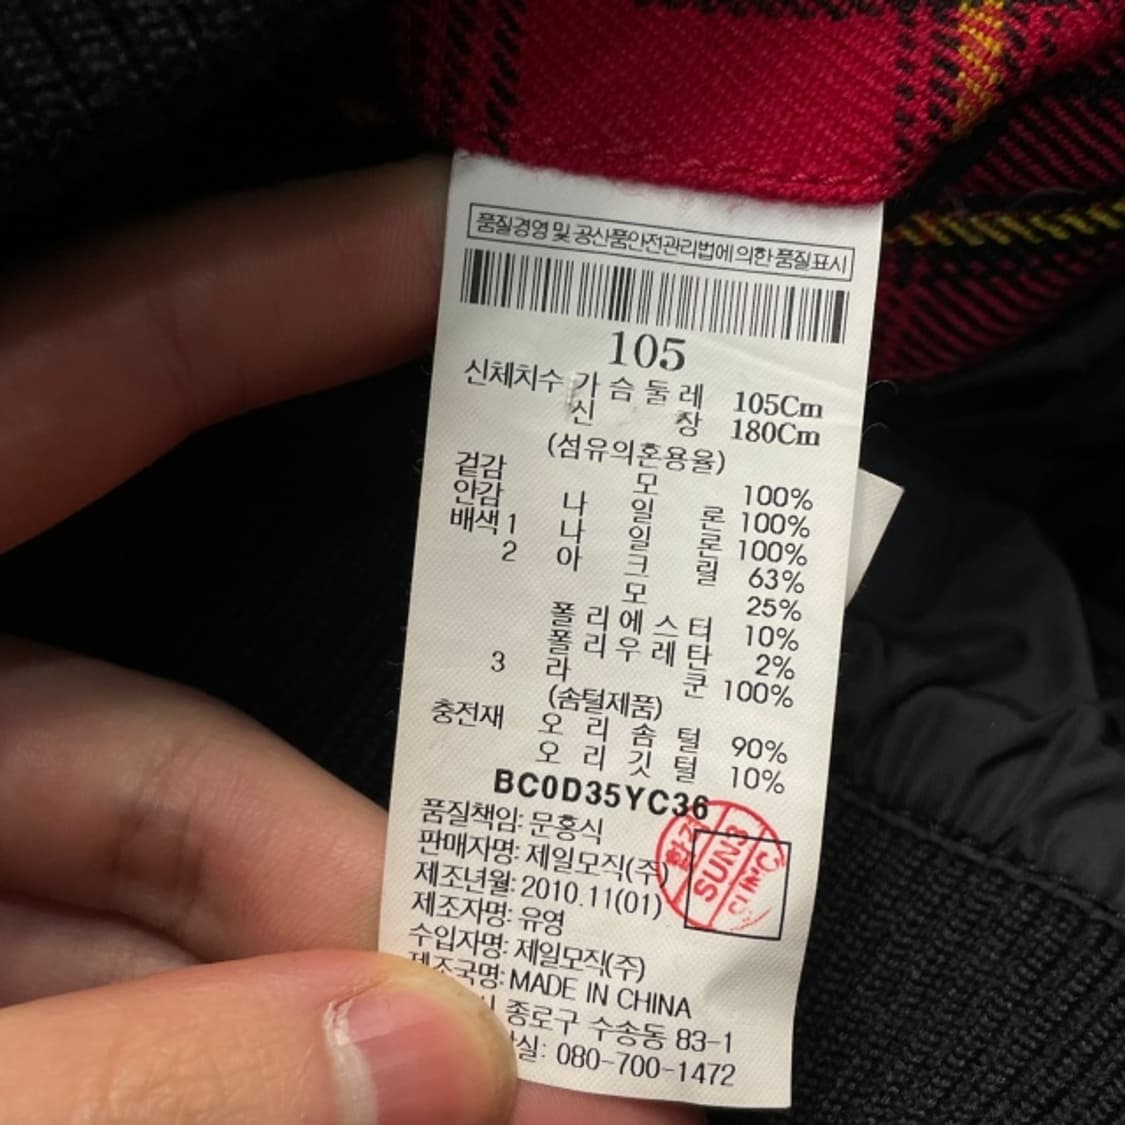 품질경영 및 공산품안전관리법에 의한 품질표시
105
신체치수 가 슴 둘 레 105Cm
신 장 180Cm
(섬유의혼용율)
겉감 모 100%
안감 나 일 론 100%
배색1 나 일 론 100%
2 아 크 릴 63%
모 25%
폴 리 에 스 터 10%
폴 리 우 레 탄 2%
3 라 쿤 100%
(솜털제품)
충전재 오 리 솜 털 90%
오 리 깃 털 10%
BC0D35YC36
품질책임: 문홍식
판매자명: 제일모직(주)
제조년월: 2010.11(01)
제조자명: 유영
수입자명: 제일모직(주)
제조국명: MADE IN CHINA
종로구 수송동 83-1
실: 080-700-1472
합격
SUN3